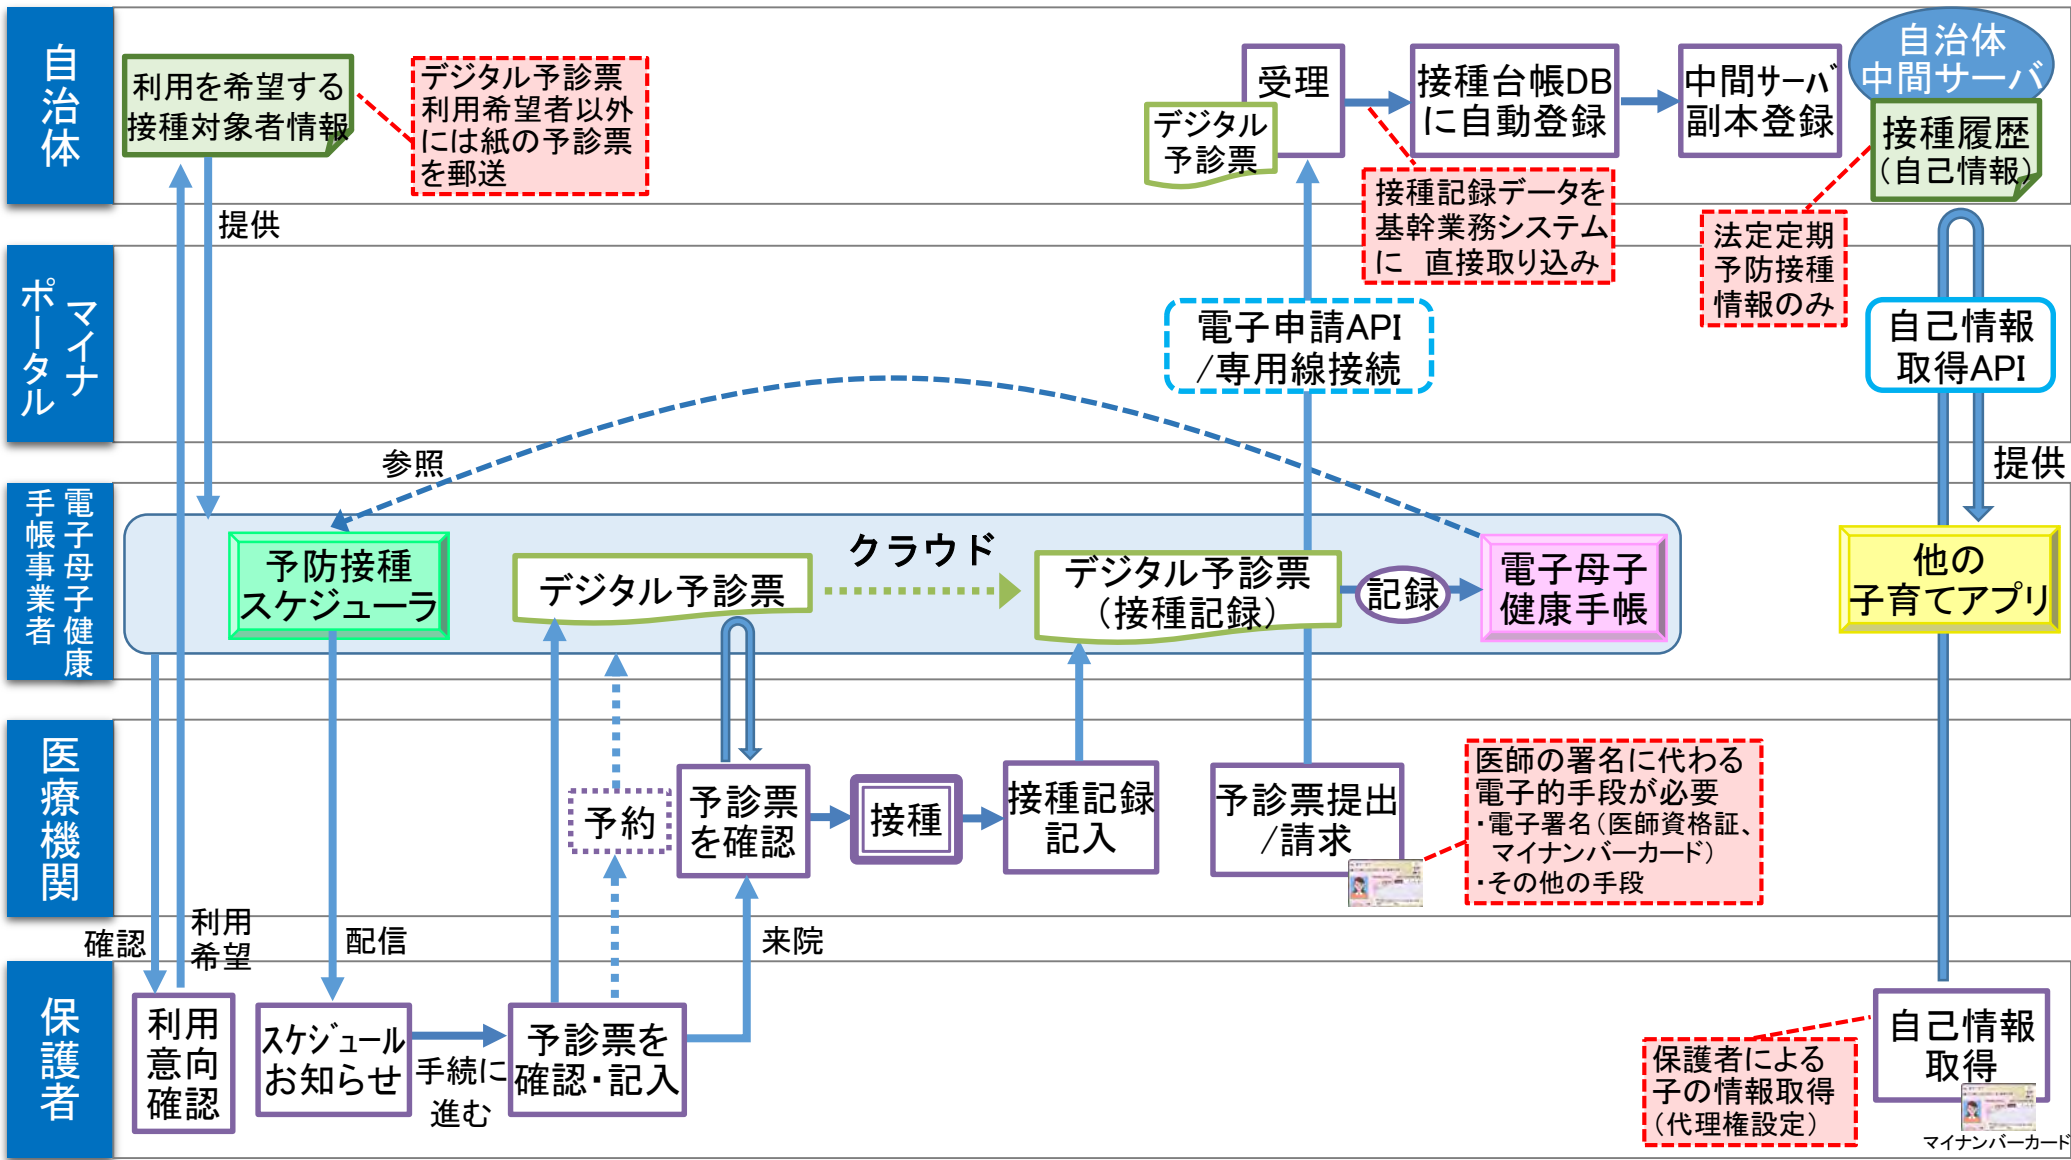 自治体
利用を希望する
接種対象者情報
デジタル予診票
利用希望者以外
には紙の予診票
を郵送
受理
デジタル
予診票
接種台帳DB
に自動登録
中間サーバ
副本登録
自治体
中間サーバ
接種履歴
(自己情報)
提供
接種記録データを
基幹業務システム
に 直接取り込み
法定定期
予防接種
情報のみ
マイナ
ポータル
電子申請API
/専用線接続
自己情報
取得API
参照
提供
電子母子健康
手帳事業者
クラウド
予防接種
スケジューラ
デジタル予診票
デジタル予診票
(接種記録)
記録
電子母子
健康手帳
他の
子育てアプリ
医療機関
予約
予診票
を確認
接種
接種記録
記入
予診票提出
/請求
医師の署名に代わる
電子的手段が必要
・電子署名(医師資格証、
マイナンバーカード)
・その他の手段
確認
利用
希望
配信
来院
保護者
利用
意向
確認
スケジュール
お知らせ
手続に
進む
予診票を
確認・記入
保護者による
子の情報取得
(代理権設定)
自己情報
取得
マイナンバーカード